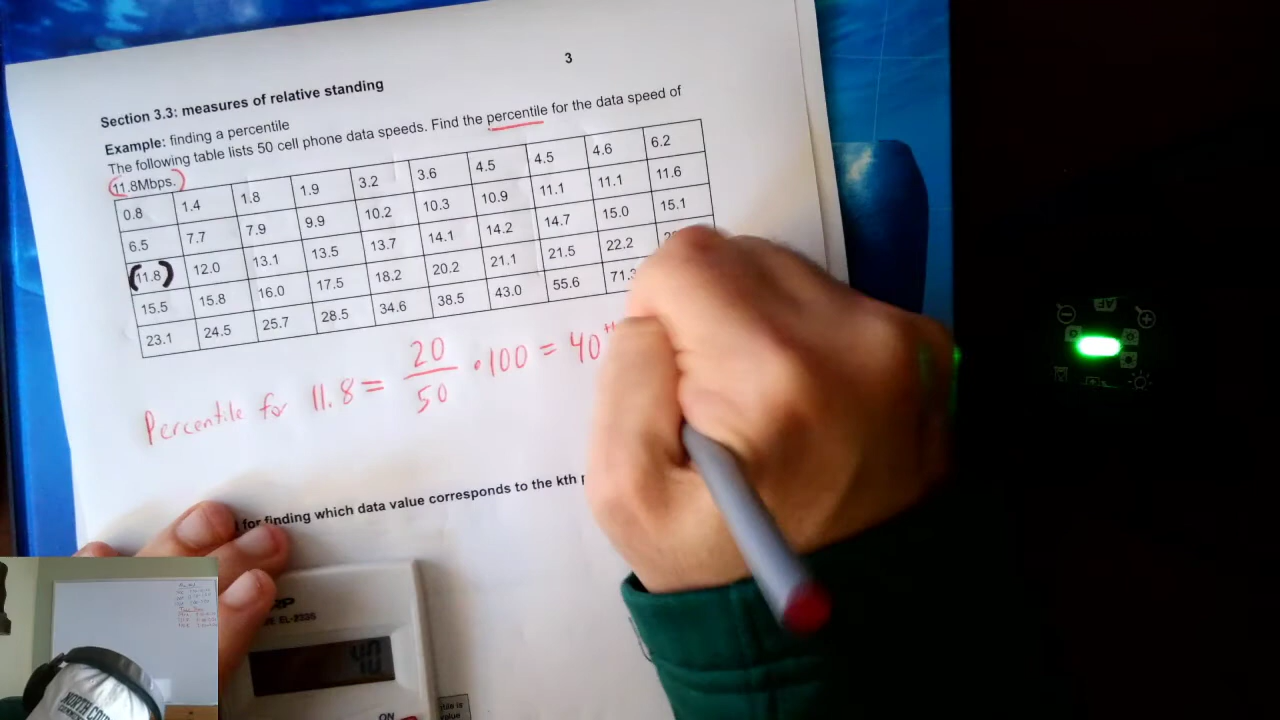 3
Section 3.3: measures of relative standing
Example: finding a percentile
The following table lists 50 cell phone data speeds. Find the percentile for the data speed of
11.8Mbps.
0.8 1.4 1.8 1.9 3.2 3.6 4.5 4.5 4.6 6.2
6.5 7.7 7.9 9.9 10.2 10.3 10.9 11.1 11.1 11.6
(11.8) 12.0 13.1 13.5 13.7 14.1 14.2 14.7 15.0 15.1
15.5 15.8 16.0 17.5 18.2 20.2 21.1 21.5 22.2
23.1 24.5 25.7 28.5 34.6 38.5 43.0 55.6 71.3
Percentile for 11.8 = 20/50 · 100 = 40th
for finding which data value corresponds to the kth
EL-233S
40
ON
AF